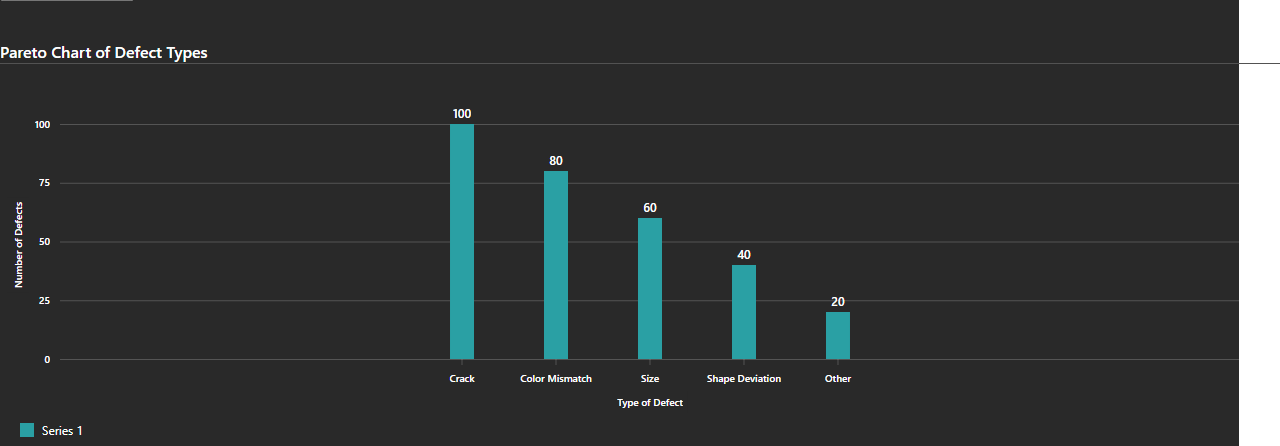 Pareto Chart of Defect Types
100
80
60
40
20
100
75
50
25
0
Number of Defects
Crack
Color Mismatch
Size
Shape Deviation
Other
Type of Defect
Series 1